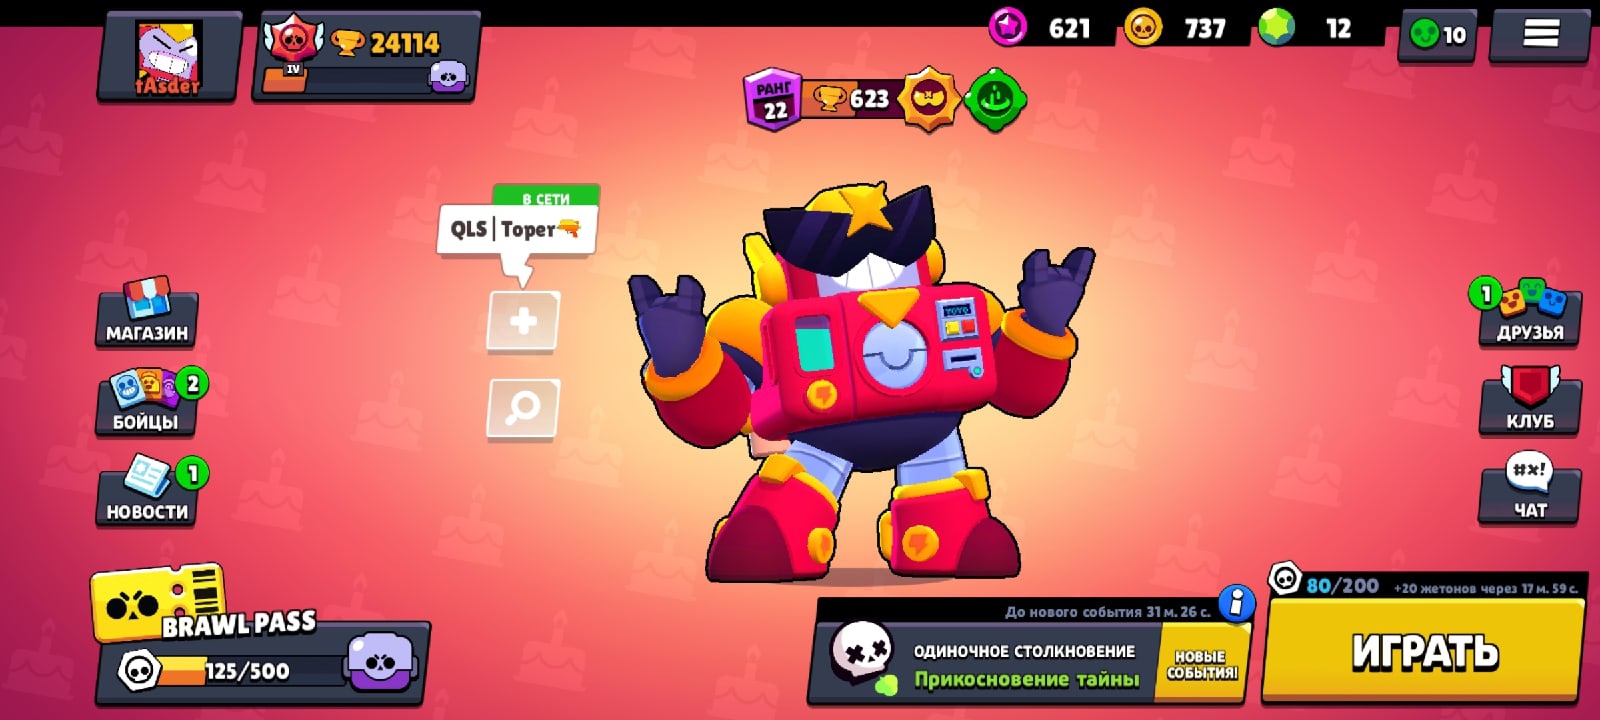 fAsder
IV
24114
621
737
12
10
РАНГ
22
623
В СЕТИ
QLS | Toper
YOYO
МАГАЗИН
2
БОЙЦЫ
1
НОВОСТИ
1
ДРУЗЬЯ
КЛУБ
#x!
ЧАТ
BRAWL PASS
125/500
До нового события 31 м. 26 с.
i
ОДИНОЧНОЕ СТОЛКНОВЕНИЕ
Прикосновение тайны
НОВЫЕ
СОБЫТИЯ!
80/200
+20 жетонов через 17 м. 59 с.
ИГРАТЬ